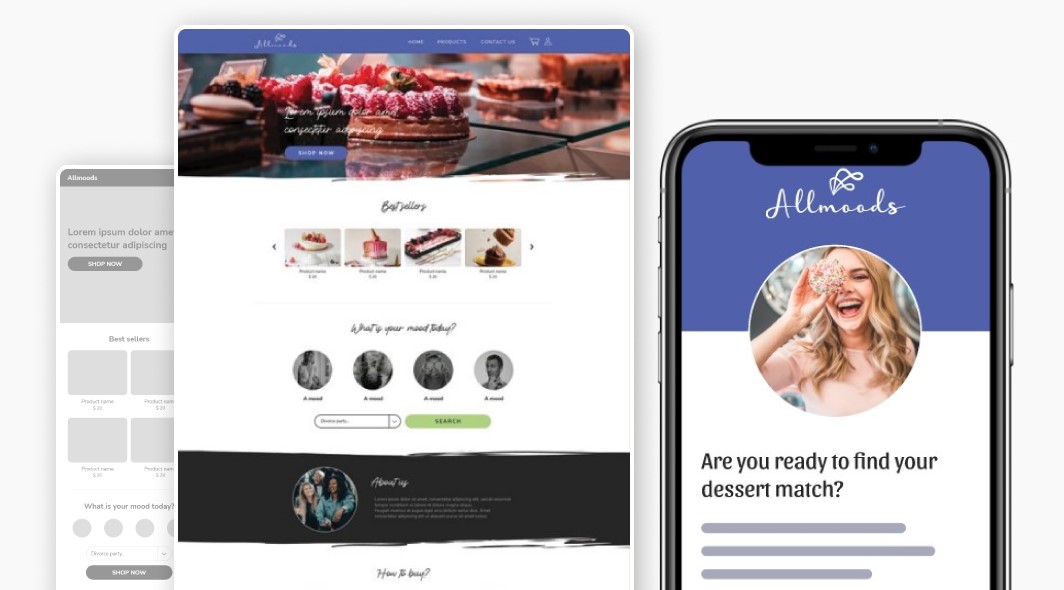 Allmoods
Lorem ipsum dolor ame
consectetur adipiscing
SHOP NOW
Best sellers
Product name
$ 20
Product nam
$ 20
Product name
$ 20
Product nam
$ 20
What is your mood today?
Divorce party...
SHOP NOW
Allmoods
HOME
PRODUCTS
CONTACT US
Lorem ipsum dolor amet
consectetur adipiscing
SHOP NOW
Best sellers
Product name
$ 20
Product name
$ 20
Product name
$ 20
Product name
$ 20
What is your mood today?
A mood
A mood
A mood
A mood
Divorce party...
SEARCH
About us
How to buy?
Allmoods
Are you ready to find your
dessert match?